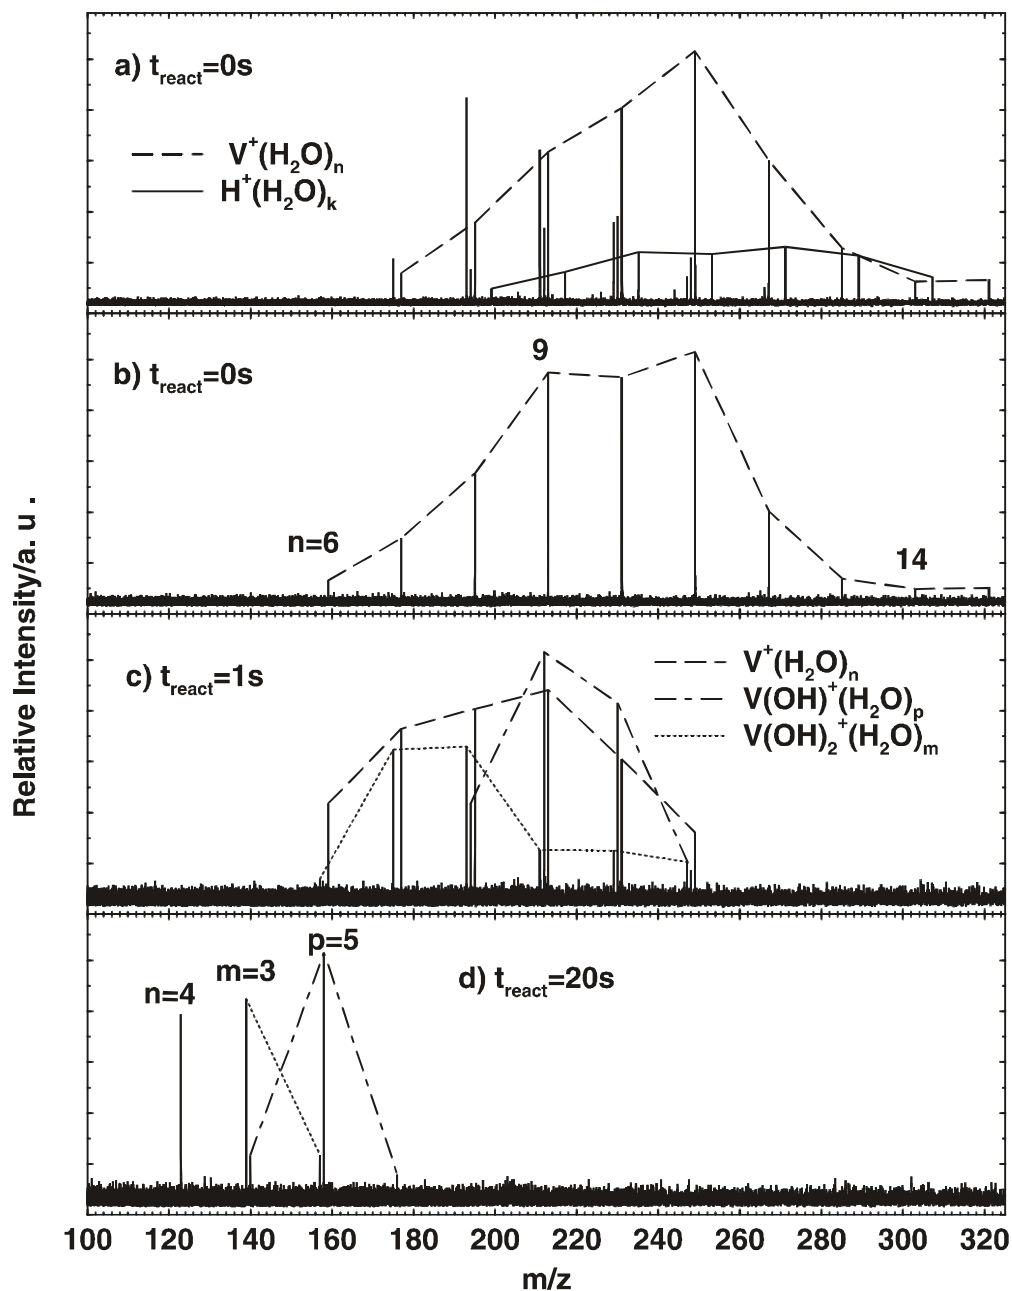 a) t_react=0s
V⁺(H₂O)ₙ
H⁺(H₂O)ₖ
b) t_react=0s
9
n=6
14
c) t_react=1s
V⁺(H₂O)ₙ
V(OH)⁺(H₂O)ₚ
V(OH)₂⁺(H₂O)ₘ
d) t_react=20s
p=5
m=3
n=4
Relative Intensity/a. u .
100 120 140 160 180 200 220 240 260 280 300 320
m/z